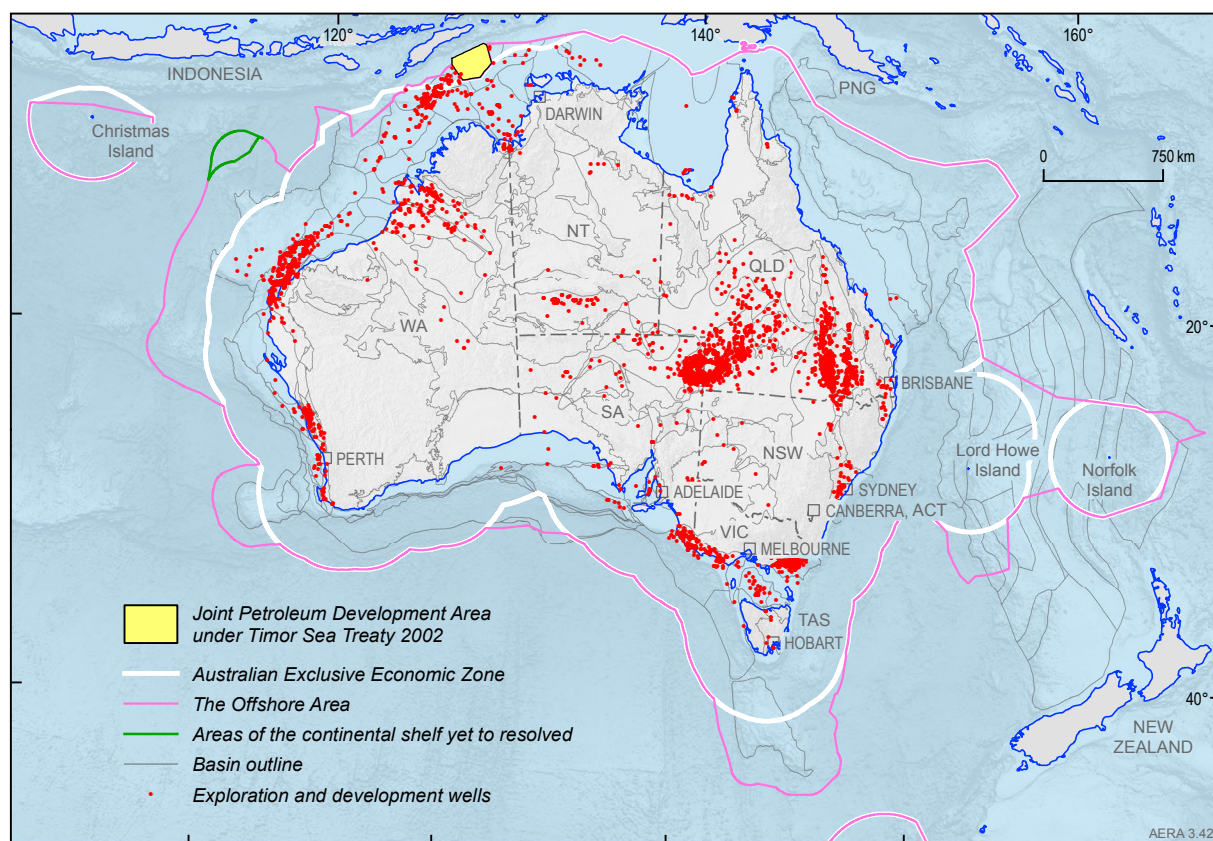 120°
140°
160°
INDONESIA
PNG
DARWIN
Christmas
Island
0
750 km
NT
QLD
WA
20°
BRISBANE
SA
NSW
Lord Howe
Island
Norfolk
Island
PERTH
ADELAIDE
SYDNEY
CANBERRA, ACT
VIC
MELBOURNE
TAS
HOBART
Joint Petroleum Development Area
under Timor Sea Treaty 2002
Australian Exclusive Economic Zone
The Offshore Area
Areas of the continental shelf yet to resolved
Basin outline
Exploration and development wells
40°
NEW
ZEALAND
AERA 3.42